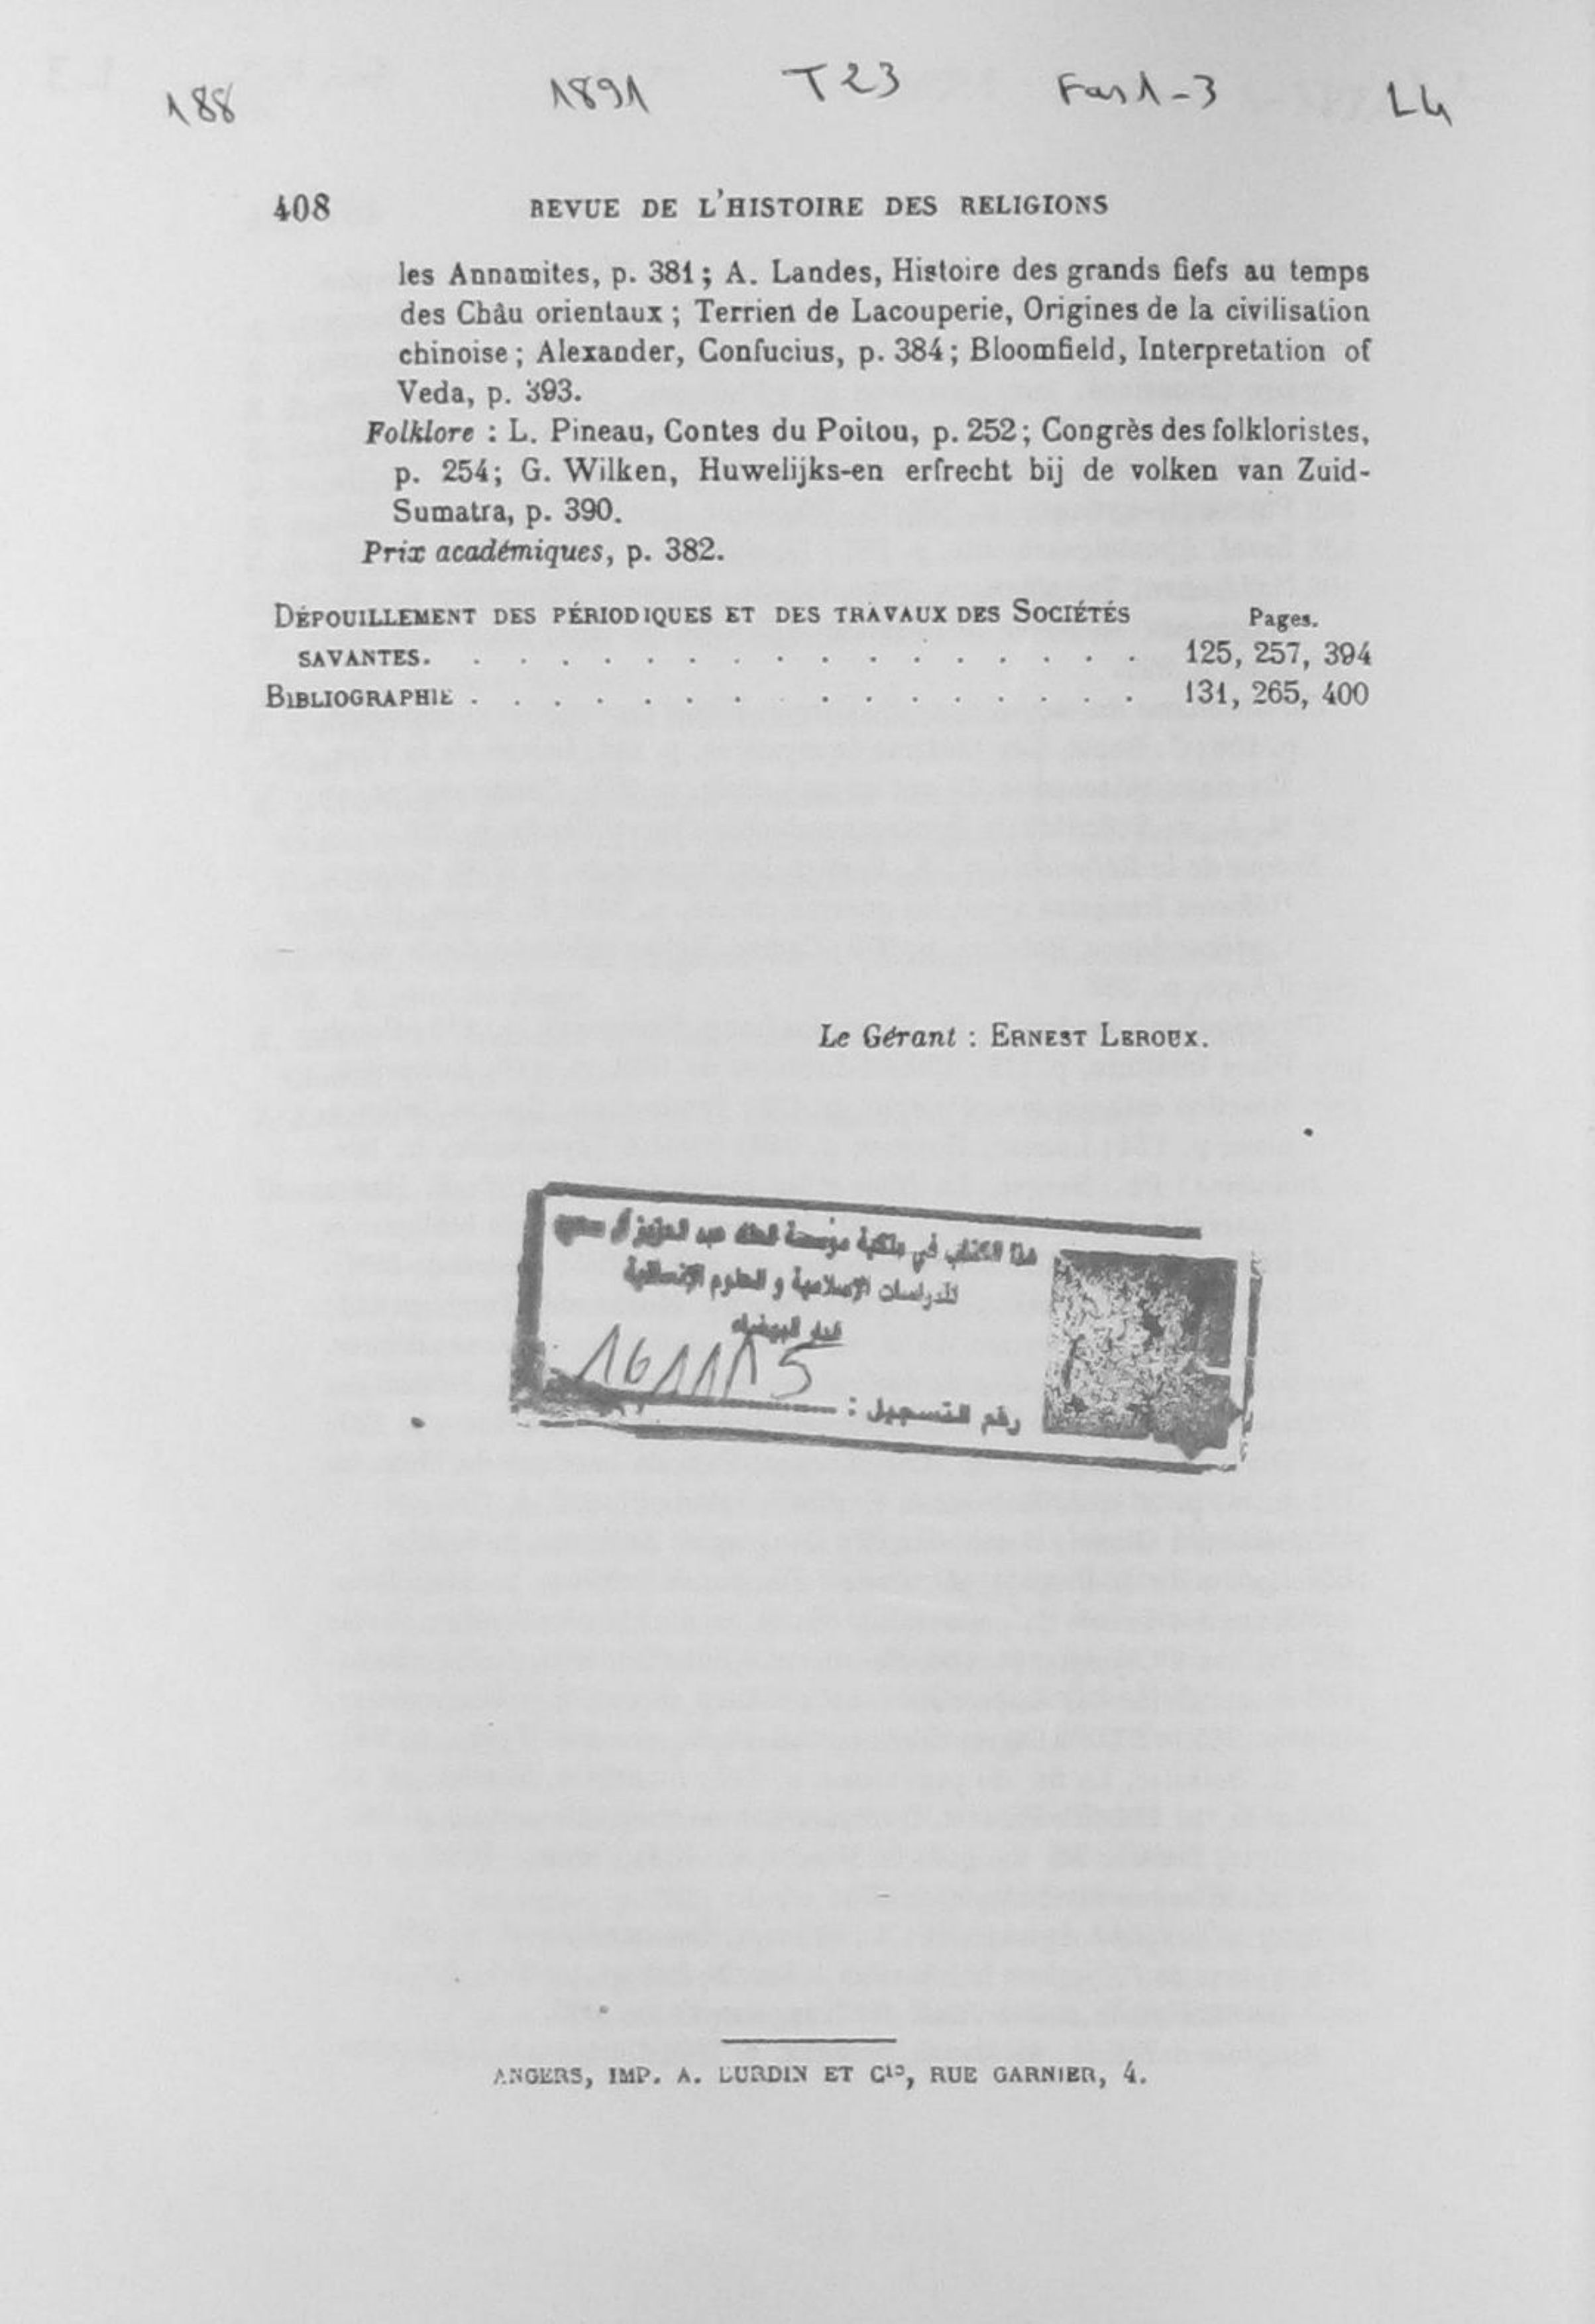 188 1891 T23 Fas 1-3 L4
408 REVUE DE L'HISTOIRE DES RELIGIONS
les Annamites, p. 381; A. Landes, Histoire des grands fiefs au temps
des Châu orientaux; Terrien de Lacouperie, Origines de la civilisation
chinoise; Alexander, Confucius, p. 384; Bloomfield, Interpretation of
Veda, p. 393.
Folklore : L. Pineau, Contes du Poitou, p. 252; Congrès des folkloristes,
p. 254; G. Wilken, Huwelijks-en erfrecht bij de volken van Zuid-
Sumatra, p. 390.
Prix académiques, p. 382.
DÉPOUILLEMENT DES PÉRIODIQUES ET DES TRAVAUX DES SOCIÉTÉS Pages.
SAVANTES. . . . . . . . . . . . . . . . . 125, 257, 394
BIBLIOGRAPHIE . . . . . . . . . . . . . . . . 131, 265, 400
Le Gérant : ERNEST LEROUX.
هذا الكتاب في ملكية مؤسسة الملك عبد العزيز آل سعود
للدراسات الإسلامية و العلوم الإنسانية
الدار البيضاء
161115
رقم التسجيل :
ANGERS, IMP. A. BURDIN ET Cie, RUE GARNIER, 4.